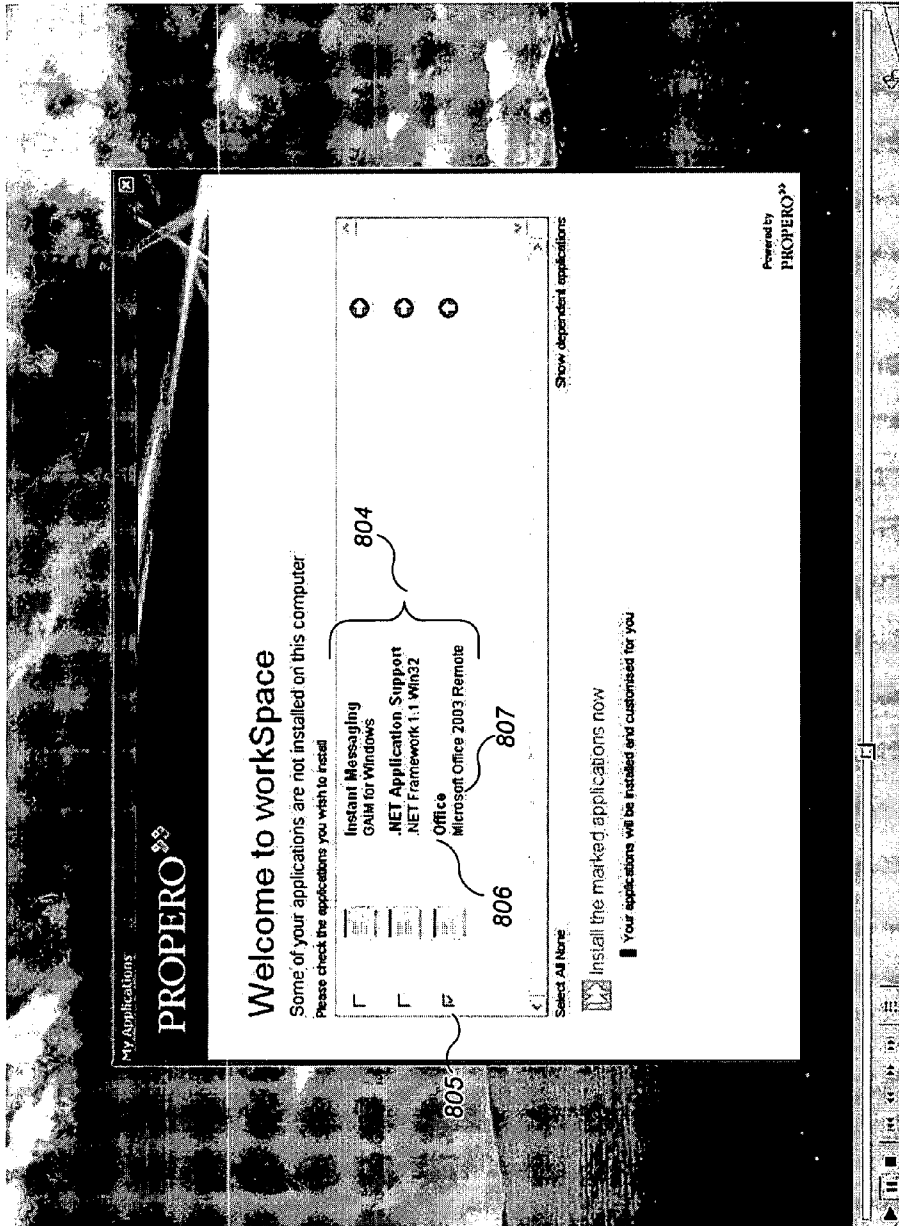 My Applications
PROPERO
Welcome to workSpace
Some of your applications are not installed on this computer
Please check the applications you wish to install
Instant Messaging
GAIM for Windows
.NET Application Support
.NET Framework 1.1 Win32
Office
Microsoft Office 2003 Remote
804
805
806
807
Select All None
Show dependent applications
Install the marked applications now
Your applications will be installed and customised for you
Powered by
PROPERO